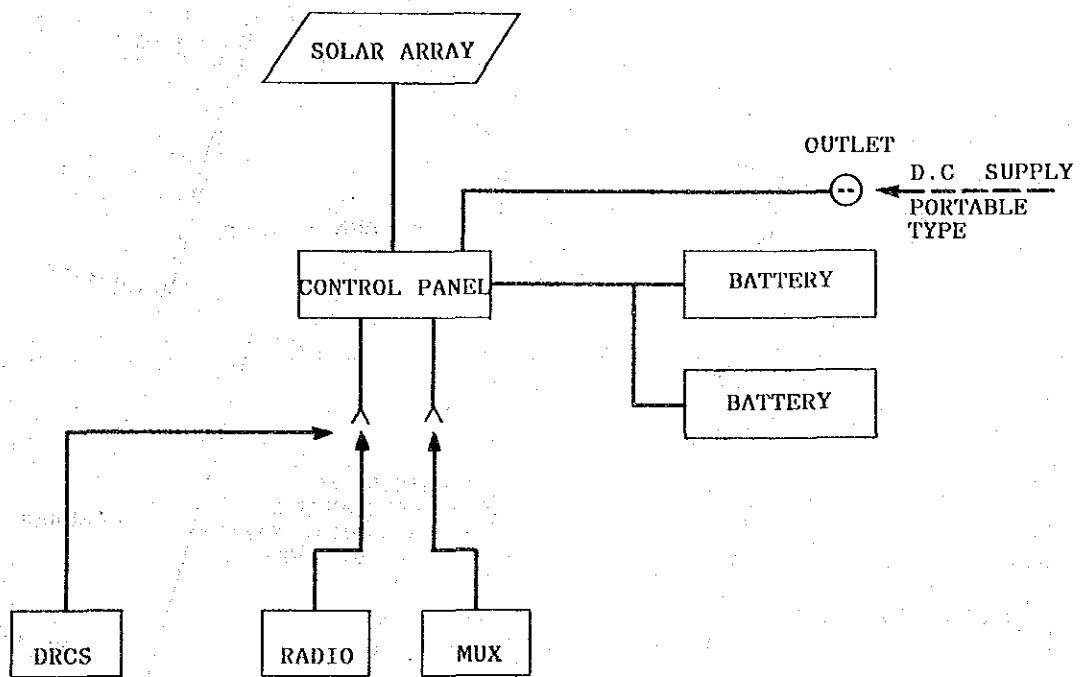 SOLAR ARRAY
OUTLET
D.C SUPPLY
PORTABLE
TYPE
CONTROL PANEL
BATTERY
BATTERY
DRCS
RADIO
MUX